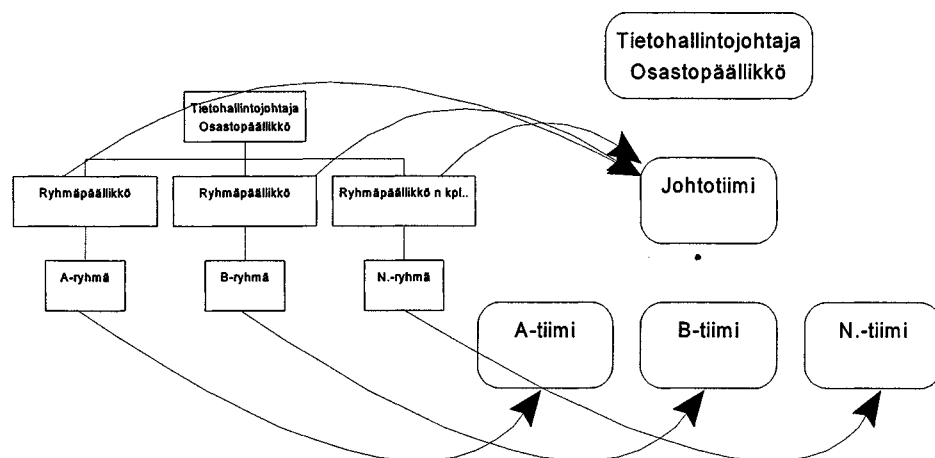 Tietohallintojohtaja
Osastopäällikkö
Tietohallintojohtaja
Osastopäällikkö
Ryhmäpäällikkö
Ryhmäpäällikkö
Ryhmäpäällikkö n kpl..
Johtotiimi
A-ryhmä
B-ryhmä
N.-ryhmä
A-tiimi
B-tiimi
N.-tiimi